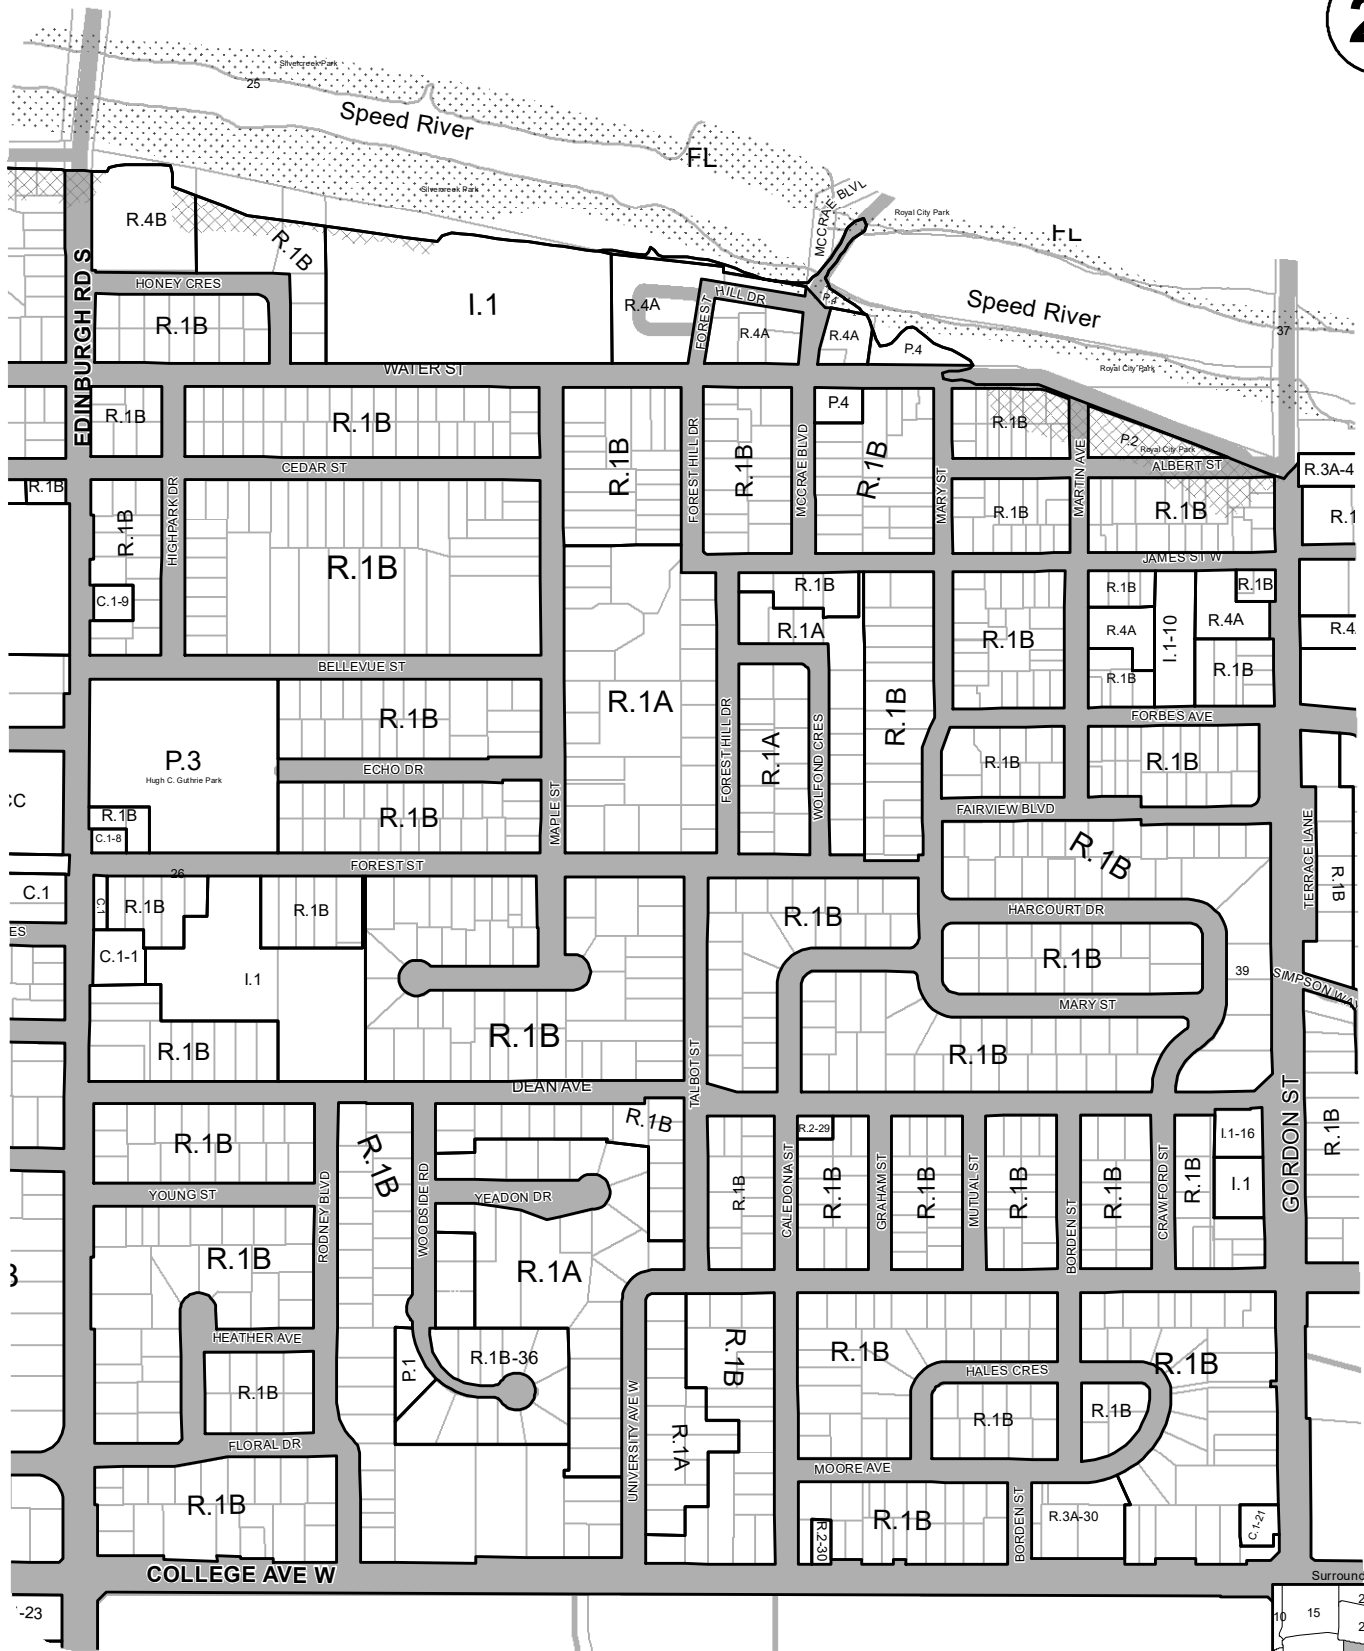 2
Silvercreek Park
25
Speed River
FL
Silvercreek Park
MCCRAE BLVL
Royal City Park
FL
R.4B
R.1B
EDINBURGH RD S
HONEY CRES
HILL DR
FOREST
R.4A
I.1
P.4
Speed River
R.1B
R.4A
R.4A
P.4
37
Royal City Park
WATER ST
R.1B
R.1B
P.4
R.1B
R.1B
R.1B
R.1B
P.2
Royal City Park
CEDAR ST
FOREST HILL DR
MCCRAE BLVD
MARY ST
MARTIN AVE
ALBERT ST
R.3A-4
R.1B
R.1B
HIGHPARK DR
R.1B
R.1B
R.1B
R.1
JAMES ST W
C.1-9
R.1B
R.1A
R.1B
R.1B
R.4A
R.1B
I.1-10
R.4A
R.1B
R.1B
R.4
BELLEVUE ST
R.1B
R.1A
FOREST HILL DR
R.1A
WOLFOND CRES
R.1B
FORBES AVE
P.3
Hugh C. Guthrie Park
ECHO DR
R.1B
R.1B
R.1B
C.1-8
R.1B
MAPLE ST
FAIRVIEW BLVD
R.1B
TERRACE LANE
R.1B
FOREST ST
26
C.1
C.1
R.1B
R.1B
R.1B
HARCOURT DR
ES
C.1-1
I.1
R.1B
39
SIMPSON WAY
R.1B
R.1B
MARY ST
R.1B
TALBOT ST
DEAN AVE
GORDON ST
R.1B
R.1B
R.1B
R.1B
R.2-29
I.1-16
YOUNG ST
RODNEY BLVD
WOODSIDE RD
YEADON DR
R.1B
CALEDONIA ST
R.1B
GRAHAM ST
R.1B
MUTUAL ST
R.1B
BORDEN ST
R.1B
CRAWFORD ST
R.1B
I.1
R.1B
R.1A
HEATHER AVE
P.1
R.1B-36
R.1B
R.1B
HALES CRES
R.1B
R.1B
R.1B
R.1B
UNIVERSITY AVE W
R.1A
FLORAL DR
MOORE AVE
R.1B
R.2-30
R.1B
BORDEN ST
R.3A-30
C.1-21
COLLEGE AVE W
Surround
-23
10
15
2
2